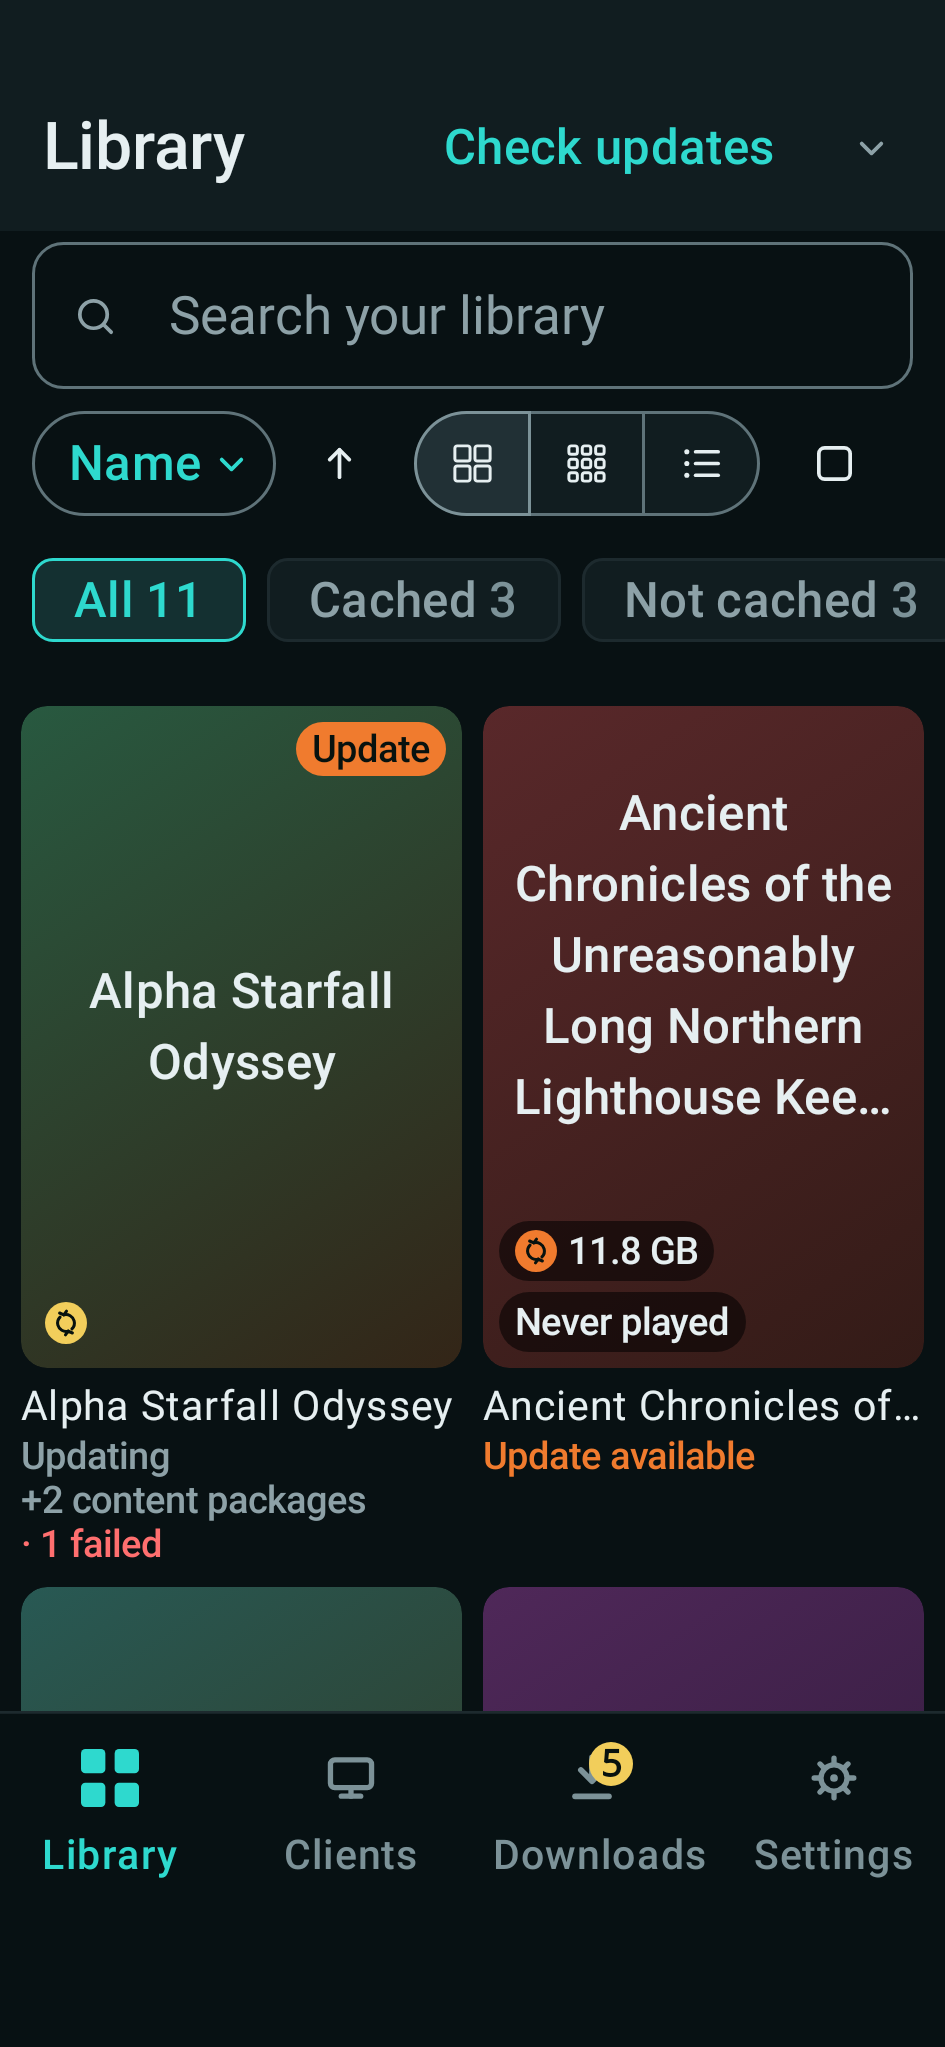 Library
Check updates
Search your library
Name
All 11
Cached 3
Not cached 3
Update
Alpha Starfall
Odyssey
Ancient
Chronicles of the
Unreasonably
Long Northern
Lighthouse Kee…
11.8 GB
Never played
Alpha Starfall Odyssey
Updating
+2 content packages
· 1 failed
Ancient Chronicles of…
Update available
5
Library
Clients
Downloads
Settings